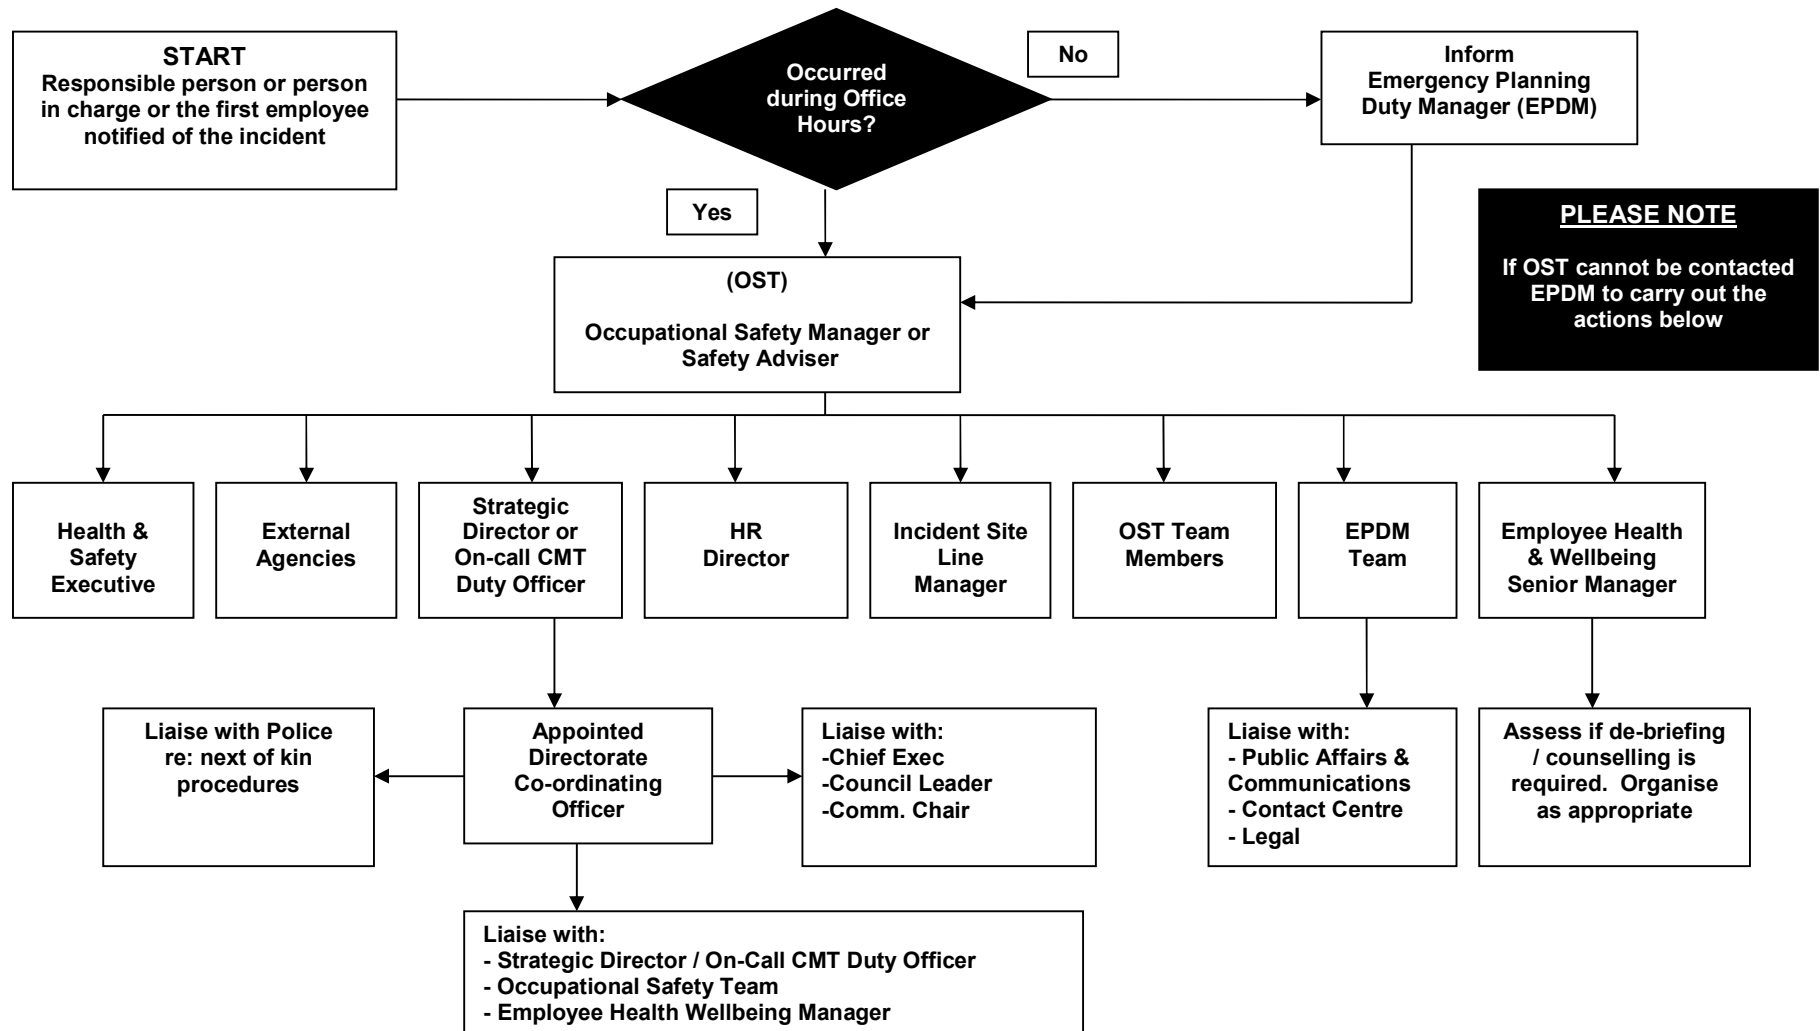 START
Responsible person or person
in charge or the first employee
notified of the incident
Occurred
during Office
Hours?
No
Inform
Emergency Planning
Duty Manager (EPDM)
Yes
PLEASE NOTE
If OST cannot be contacted
EPDM to carry out the
actions below
(OST)
Occupational Safety Manager or
Safety Adviser
Health &
Safety
Executive
External
Agencies
Strategic
Director or
On-call CMT
Duty Officer
HR
Director
Incident Site
Line
Manager
OST Team
Members
EPDM
Team
Employee Health
& Wellbeing
Senior Manager
Liaise with Police
re: next of kin
procedures
Appointed
Directorate
Co-ordinating
Officer
Liaise with:
-Chief Exec
-Council Leader
-Comm. Chair
Liaise with:
- Public Affairs &
Communications
- Contact Centre
- Legal
Assess if de-briefing
/ counselling is
required.  Organise
as appropriate
Liaise with:
- Strategic Director / On-Call CMT Duty Officer
- Occupational Safety Team
- Employee Health Wellbeing Manager